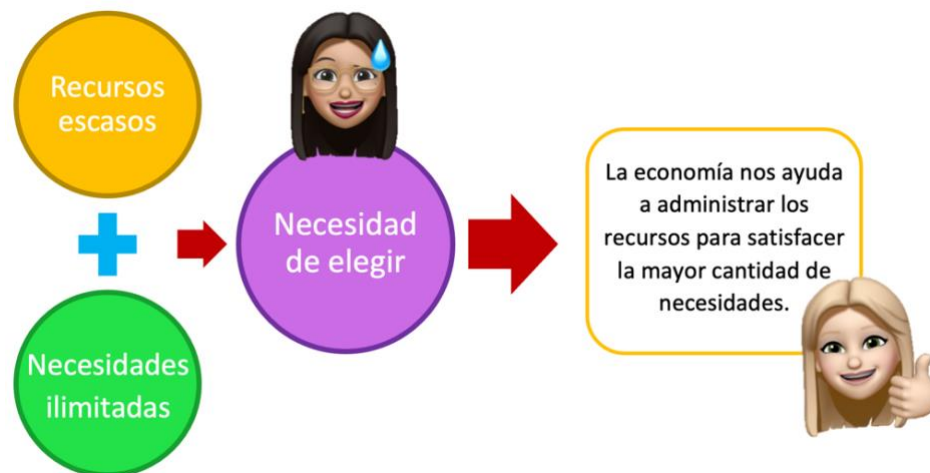 Recursos
escasos
Necesidades
ilimitadas
Necesidad
de elegir
La economía nos ayuda
a administrar los
recursos para satisfacer
la mayor cantidad de
necesidades.